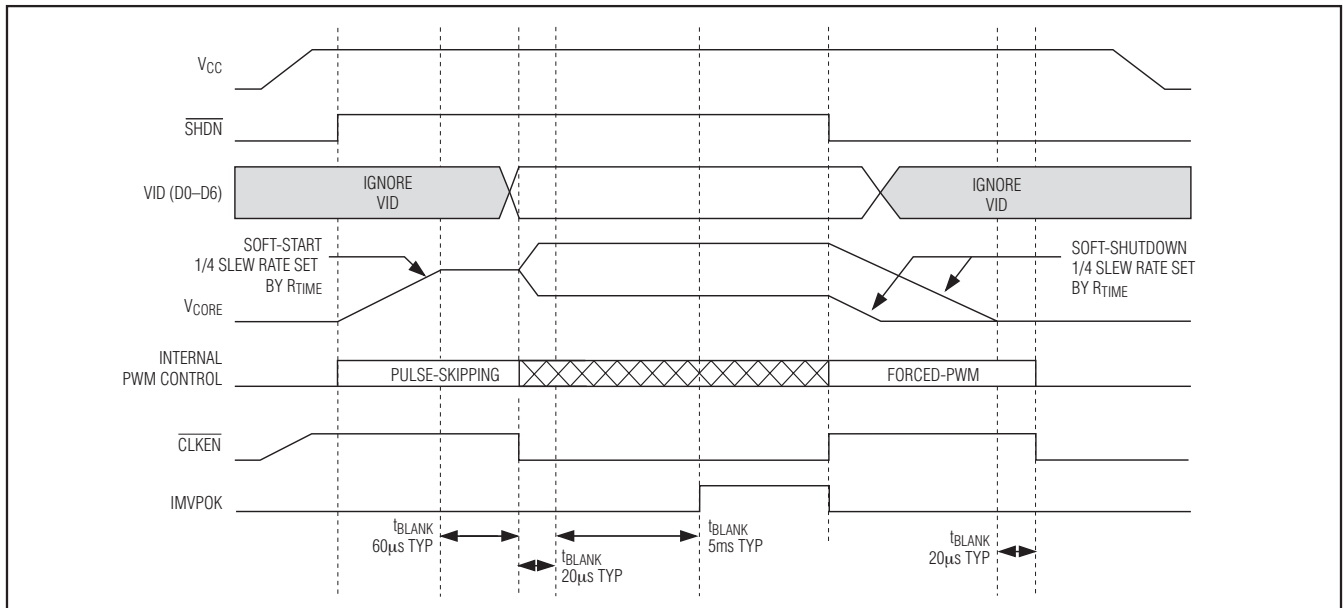 VCC
SHDN
VID (D0–D6)
IGNORE
VID
IGNORE
VID
SOFT-START
1/4 SLEW RATE SET
BY RTIME
SOFT-SHUTDOWN
1/4 SLEW RATE SET
BY RTIME
VCORE
INTERNAL
PWM CONTROL
PULSE-SKIPPING
FORCED-PWM
CLKEN
IMVPOK
tBLANK
60µs TYP
tBLANK
20µs TYP
tBLANK
5ms TYP
tBLANK
20µs TYP